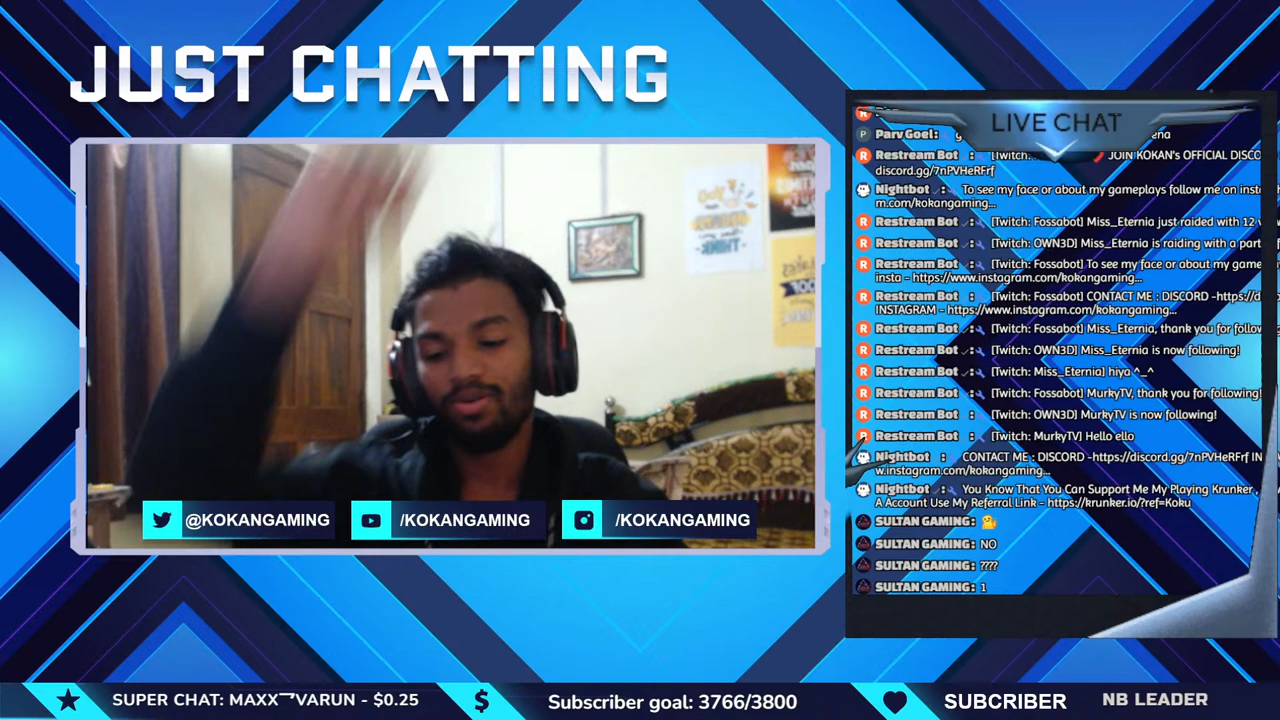 JUST CHATTING
@KOKANGAMING
/KOKANGAMING
/KOKANGAMING
LIVE CHAT
Parv Goel:
Restream Bot : [Twitch: JOIN KOKAN's OFFICIAL DISCO
discord.gg/7nPVHeRFrf
Nightbot : To see my face or about my gameplays follow me on inst
m.com/kokangaming...
Restream Bot : [Twitch: Fossabot] Miss_Eternia just raided with 12
Restream Bot : [Twitch: OWN3D] Miss_Eternia is raiding with a part
Restream Bot : [Twitch: Fossabot] To see my face or about my game
insta - https://www.instagram.com/kokangaming...
Restream Bot : [Twitch: Fossabot] CONTACT ME : DISCORD -https://d
INSTAGRAM - https://www.instagram.com/kokangaming...
Restream Bot : [Twitch: Fossabot] Miss_Eternia, thank you for follow
Restream Bot : [Twitch: OWN3D] Miss_Eternia is now following!
Restream Bot : [Twitch: Miss_Eternia] hiya ^_^
Restream Bot : [Twitch: Fossabot] MurkyTV, thank you for following!
Restream Bot : [Twitch: OWN3D] MurkyTV is now following!
Restream Bot : [Twitch: MurkyTV] Hello ello
Nightbot : CONTACT ME : DISCORD -https://discord.gg/7nPVHeRFrf IN
w.instagram.com/kokangaming...
Nightbot : You Know That You Can Support Me My Playing Krunker ,
A Account Use My Referral Link - https://krunker.io/?ref=Koku
SULTAN GAMING:
SULTAN GAMING: NO
SULTAN GAMING: ????
SULTAN GAMING: 1
SUPER CHAT: MAXX VARUN - $0.25
$
Subscriber goal: 3766/3800
SUBCRIBER
NB LEADER
THINK